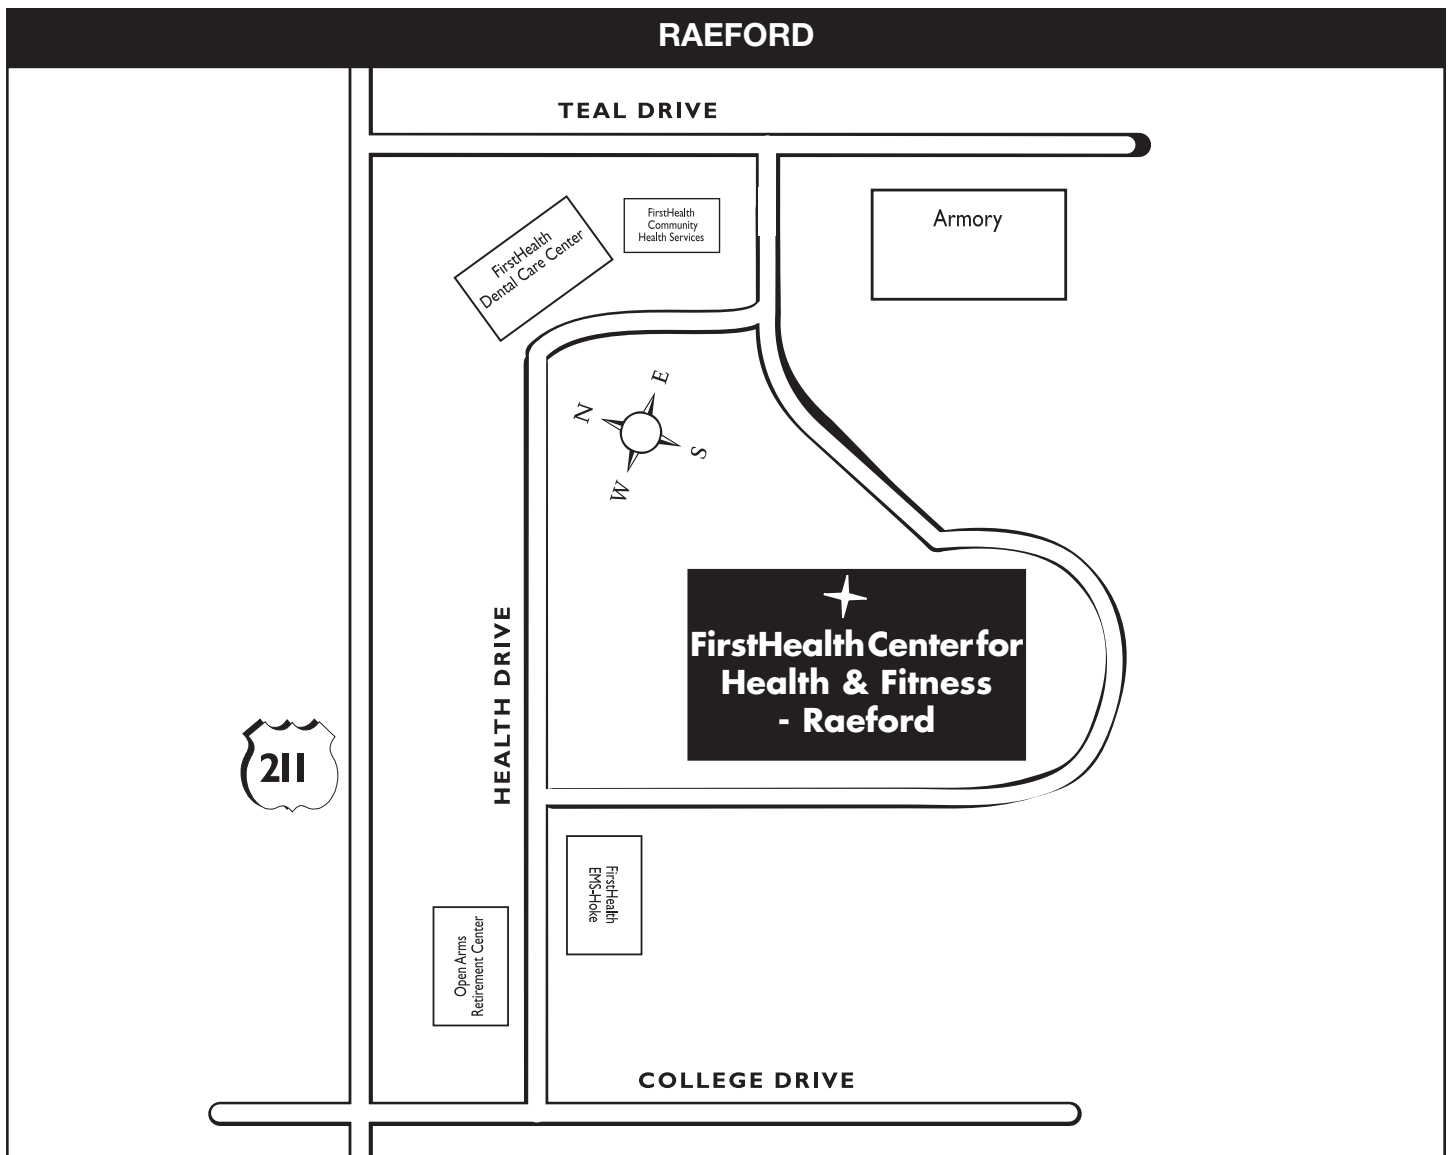 RAEFORD
TEAL DRIVE
FirstHealth
Community
Health Services
Armory
FirstHealth
Dental Care Center
E
N
S
W
FirstHealth Center for
Health & Fitness
- Raeford
HEALTH DRIVE
211
FirstHealth
EMS-Hoke
Open Arms
Retirement Center
COLLEGE DRIVE